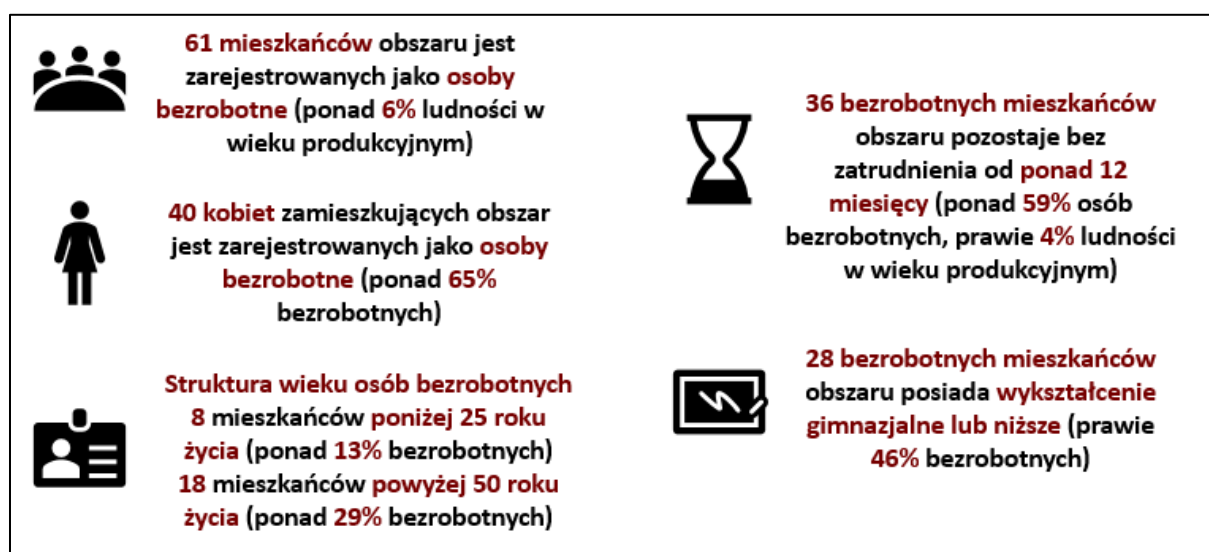 61 mieszkańców obszaru jest
zarejestrowanych jako osoby
bezrobotne (ponad 6% ludności w
wieku produkcyjnym)
40 kobiet zamieszkujących obszar
jest zarejestrowanych jako osoby
bezrobotne (ponad 65%
bezrobotnych)
Struktura wieku osób bezrobotnych
8 mieszkańców poniżej 25 roku
życia (ponad 13% bezrobotnych)
18 mieszkańców powyżej 50 roku
życia (ponad 29% bezrobotnych)
36 bezrobotnych mieszkańców
obszaru pozostaje bez
zatrudnienia od ponad 12
miesięcy (ponad 59% osób
bezrobotnych, prawie 4% ludności
w wieku produkcyjnym)
28 bezrobotnych mieszkańców
obszaru posiada wykształcenie
gimnazjalne lub niższe (prawie
46% bezrobotnych)